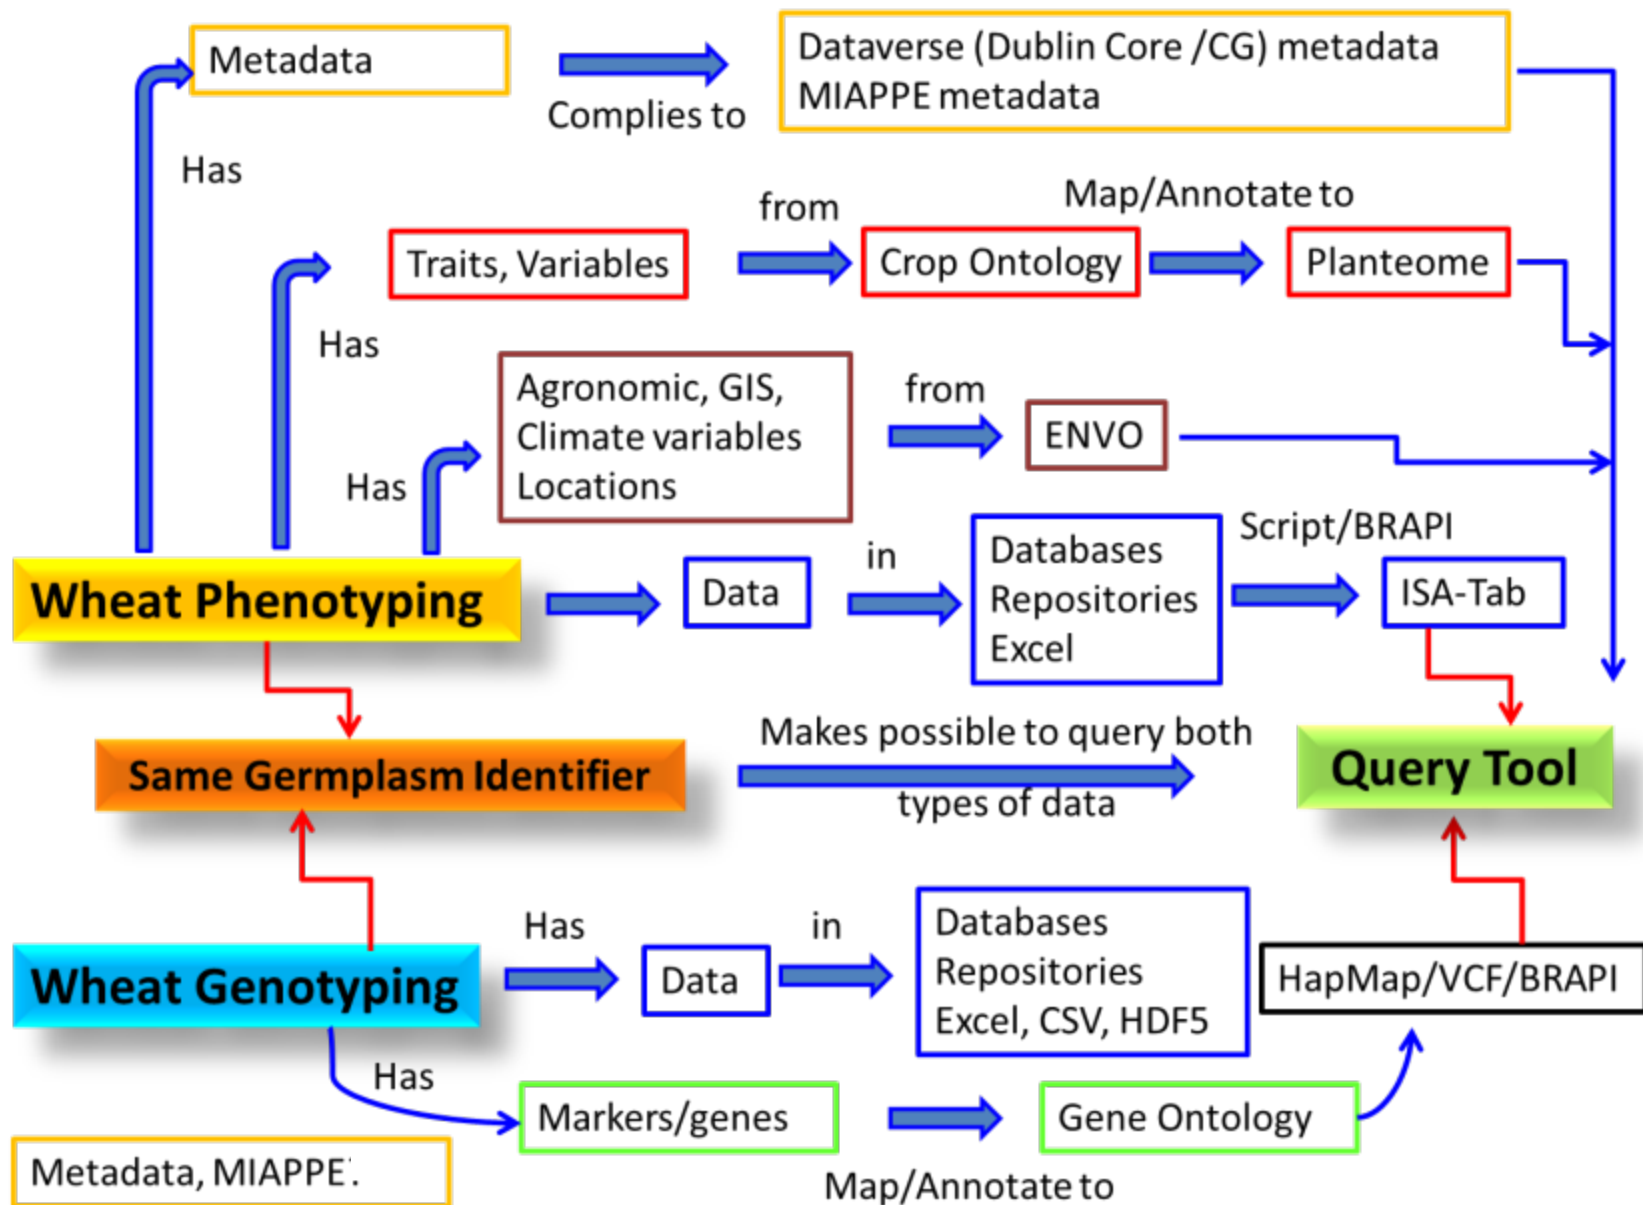 Metadata
Complies to
Dataverse (Dublin Core /CG) metadata
MIAPPE metadata
Has
Traits, Variables
from
Crop Ontology
Map/Annotate to
Planteome
Has
Agronomic, GIS,
Climate variables
Locations
from
ENVO
Has
Wheat Phenotyping
Data
in
Databases
Repositories
Excel
Script/BRAPI
ISA-Tab
Same Germplasm Identifier
Makes possible to query both
types of data
Query Tool
Wheat Genotyping
Has
Data
in
Databases
Repositories
Excel, CSV, HDF5
HapMap/VCF/BRAPI
Has
Markers/genes
Map/Annotate to
Gene Ontology
Metadata, MIAPPE.